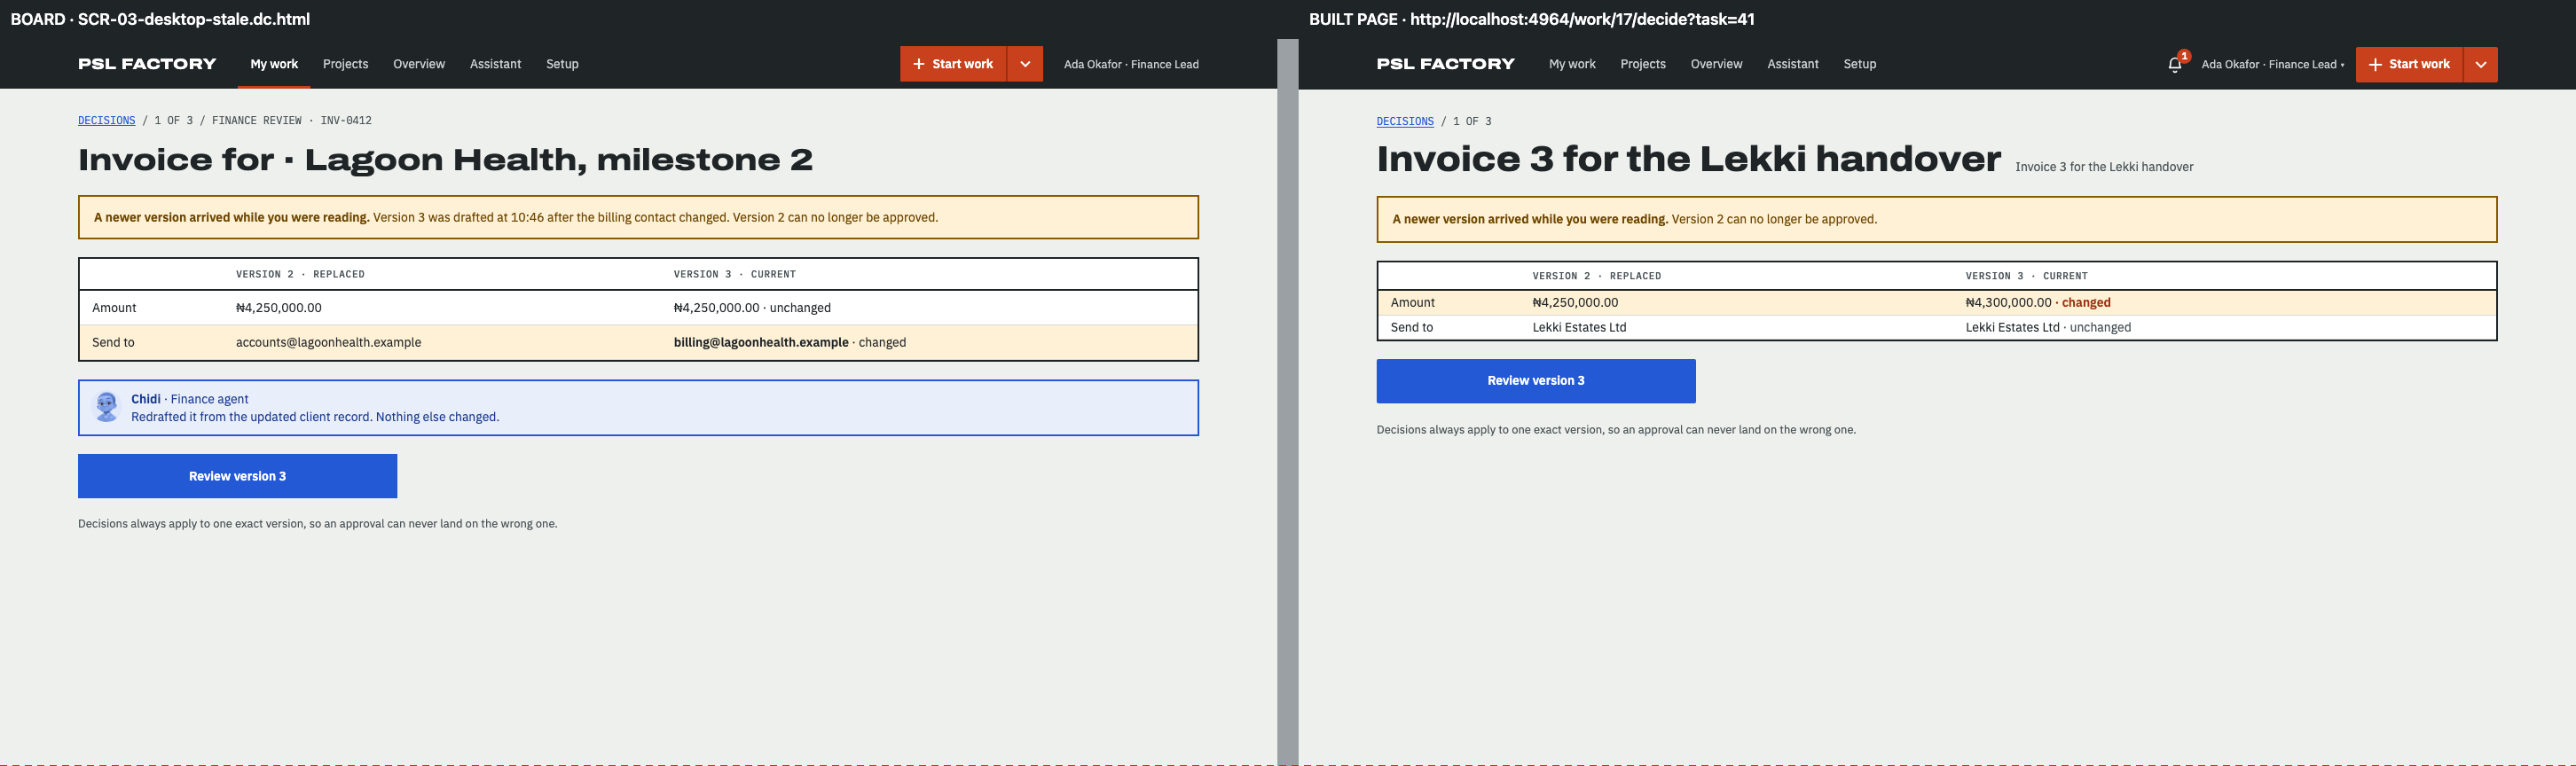 BOARD · SCR-03-desktop-stale.dc.html
PSL FACTORY My work Projects Overview Assistant Setup + Start work Ada Okafor · Finance Lead
DECISIONS / 1 OF 3 / FINANCE REVIEW · INV-0412
Invoice for · Lagoon Health, milestone 2
A newer version arrived while you were reading. Version 3 was drafted at 10:46 after the billing contact changed. Version 2 can no longer be approved.
VERSION 2 · REPLACED VERSION 3 · CURRENT
Amount ₦4,250,000.00 ₦4,250,000.00 · unchanged
Send to accounts@lagoonhealth.example billing@lagoonhealth.example · changed
Chidi · Finance agent
Redrafted it from the updated client record. Nothing else changed.
Review version 3
Decisions always apply to one exact version, so an approval can never land on the wrong one.
BUILT PAGE · http://localhost:4964/work/17/decide?task=41
PSL FACTORY My work Projects Overview Assistant Setup 1 Ada Okafor · Finance Lead + Start work
DECISIONS / 1 OF 3
Invoice 3 for the Lekki handover Invoice 3 for the Lekki handover
A newer version arrived while you were reading. Version 2 can no longer be approved.
VERSION 2 · REPLACED VERSION 3 · CURRENT
Amount ₦4,250,000.00 ₦4,300,000.00 · changed
Send to Lekki Estates Ltd Lekki Estates Ltd · unchanged
Review version 3
Decisions always apply to one exact version, so an approval can never land on the wrong one.